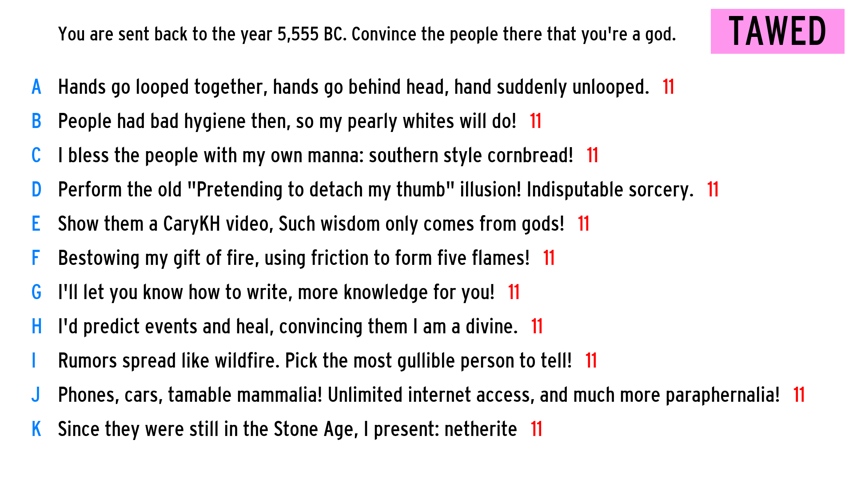 You are sent back to the year 5,555 BC. Convince the people there that you're a god.
TAWED
A Hands go looped together, hands go behind head, hand suddenly unlooped. 11
B People had bad hygiene then, so my pearly whites will do! 11
C I bless the people with my own manna: southern style cornbread! 11
D Perform the old "Pretending to detach my thumb" illusion! Indisputable sorcery. 11
E Show them a CaryKH video, Such wisdom only comes from gods! 11
F Bestowing my gift of fire, using friction to form five flames! 11
G I'll let you know how to write, more knowledge for you! 11
H I'd predict events and heal, convincing them I am a divine. 11
I Rumors spread like wildfire. Pick the most gullible person to tell! 11
J Phones, cars, tamable mammalia! Unlimited internet access, and much more paraphernalia! 11
K Since they were still in the Stone Age, I present: netherite 11